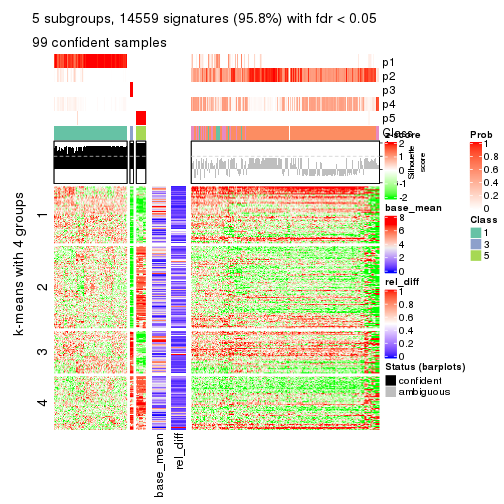 5 subgroups, 14559 signatures (95.8%) with fdr < 0.05
99 confident samples
p1
p2
p3
p4
p5
Class
k-means with 4 groups
1
2
3
4
base_mean
rel_diff
z-score
2
1
0
-1
-2
Silhouette
score
base_mean
8
6
4
2
0
rel_diff
1
0.8
0.6
0.4
0.2
0
Status (barplots)
confident
ambiguous
Prob
1
0.8
0.6
0.4
0.2
0
Class
1
3
5